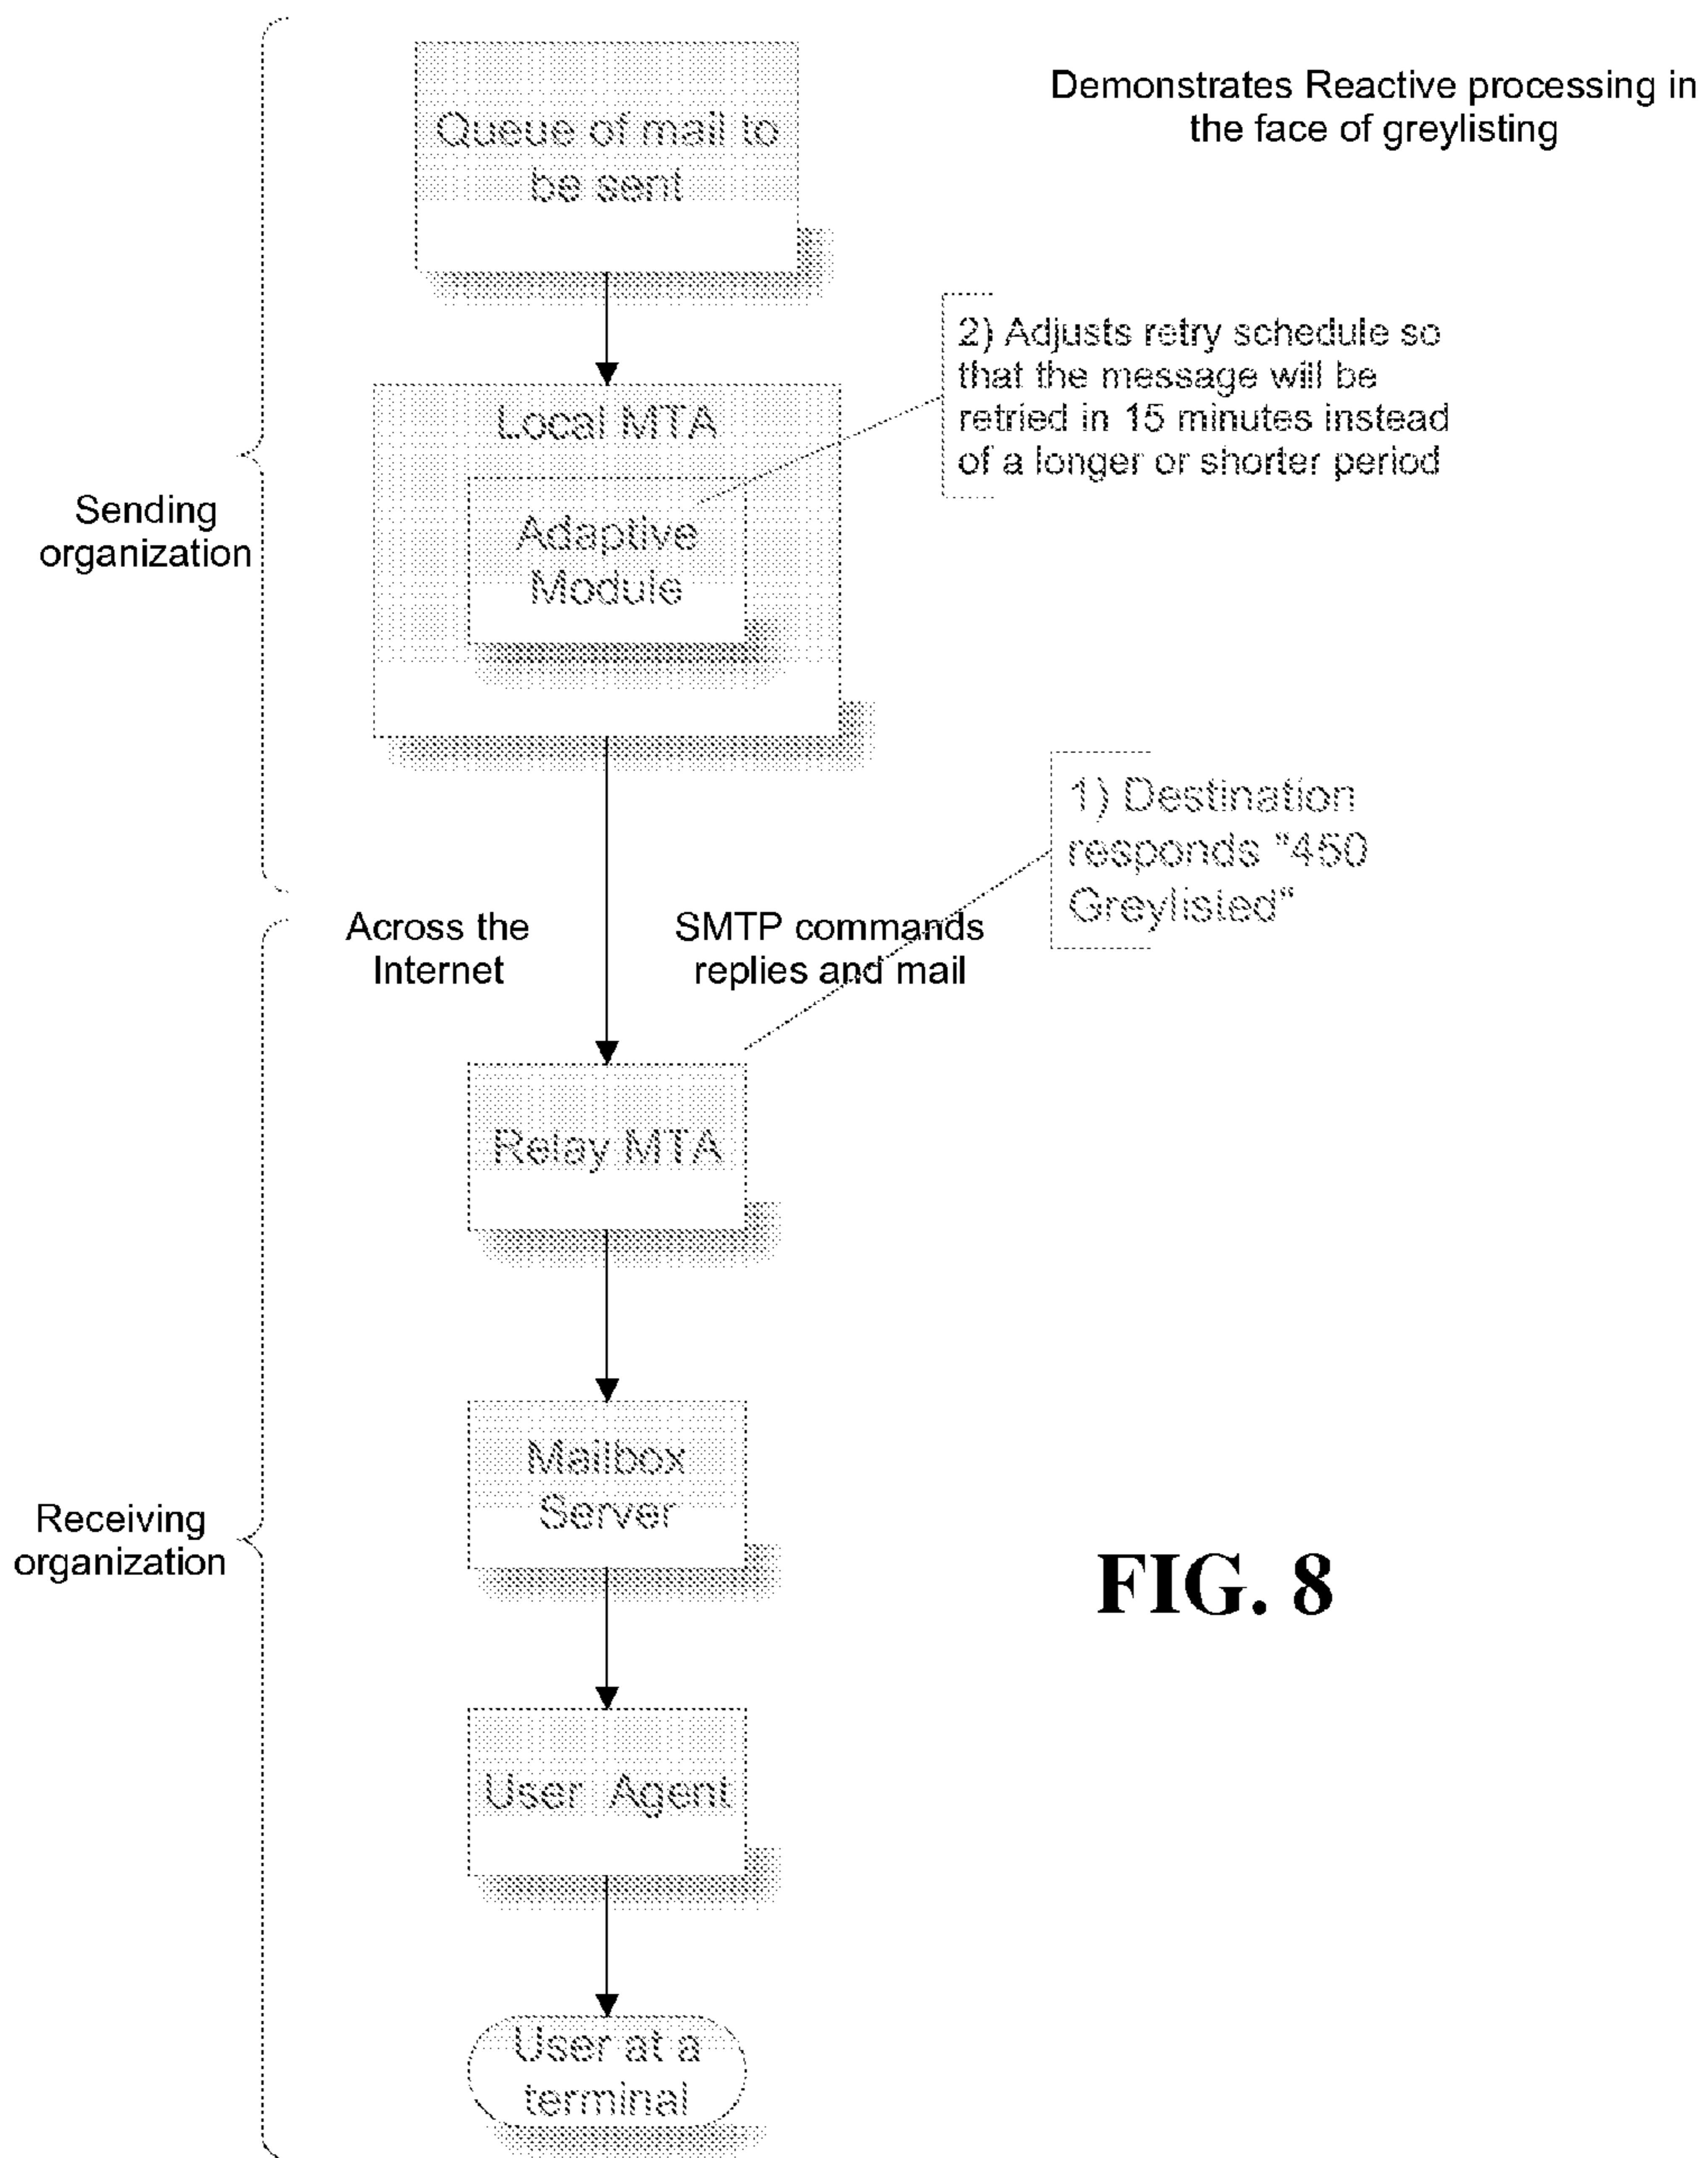 Demonstrates Reactive processing in
the face of greylisting
Queue of mail to
be sent
2) Adjusts retry schedule so
that the message will be
retried in 15 minutes instead
of a longer or shorter period
Local MTA
Adaptive
Module
Sending
organization
1) Destination
responds "450
Greylisted"
Across the
Internet
SMTP commands
replies and mail
Relay MTA
Mailbox
Server
Receiving
organization
FIG. 8
User Agent
User at a
terminal